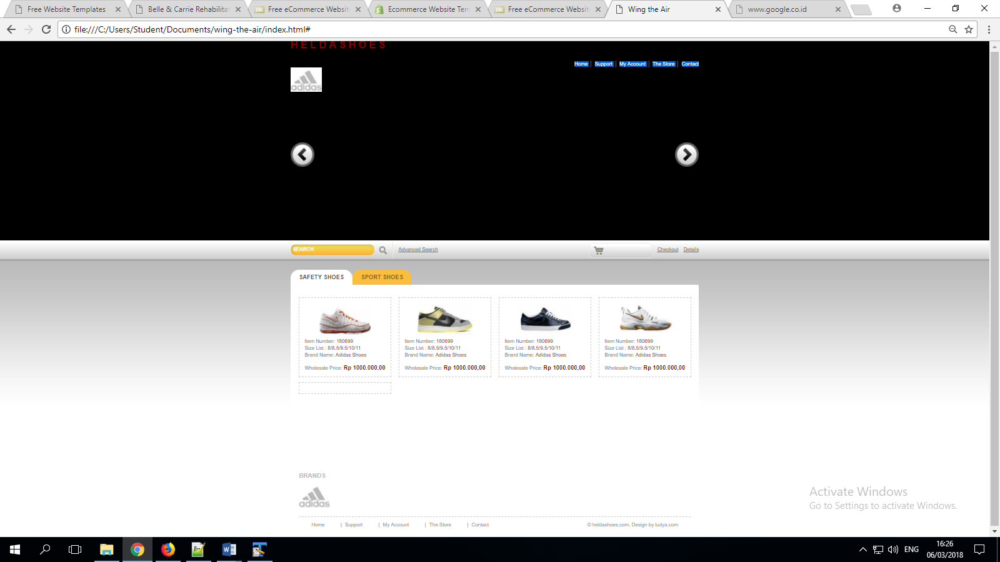 Free Website Templates
Belle & Carrie Rehabilitat
Free eCommerce Websit
Ecommerce Website Tem
Free eCommerce Websit
Wing the Air
www.google.co.id
file:///C:/Users/Student/Documents/wing-the-air/index.html#
HELDASHOES
Home | Support | My Account | The Store | Contact
adidas
SEARCH
Advanced Search
Checkout
Details
SAFETY SHOES
SPORT SHOES
Item Number: 180699
Size List : 8/8.5/9.5/10/11
Brand Name: Adidas Shoes
Wholesale Price: Rp 1000.000,00
Item Number: 180699
Size List : 8/8.5/9.5/10/11
Brand Name: Adidas Shoes
Wholesale Price: Rp 1000.000,00
Item Number: 180699
Size List : 8/8.5/9.5/10/11
Brand Name: Adidas Shoes
Wholesale Price: Rp 1000.000,00
Item Number: 180699
Size List : 8/8.5/9.5/10/11
Brand Name: Adidas Shoes
Wholesale Price: Rp 1000.000,00
BRANDS
adidas
Activate Windows
Go to Settings to activate Windows.
Home | Support | My Account | The Store | Contact
© heldashoes.com. Design by ludya.com
ENG
16:26
06/03/2018